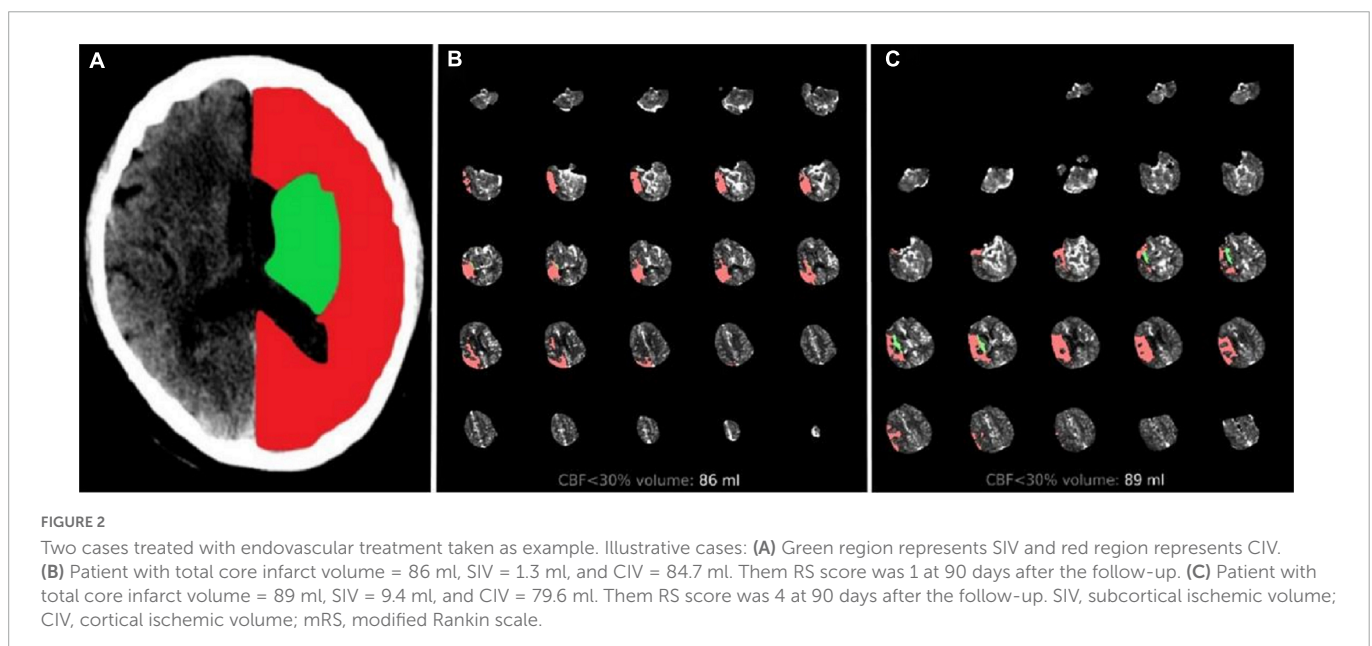 A
B
C
CBF<30% volume: 86 ml
CBF<30% volume: 89 ml
FIGURE 2
Two cases treated with endovascular treatment taken as example. Illustrative cases: (A) Green region represents SIV and red region represents CIV.
(B) Patient with total core infarct volume = 86 ml, SIV = 1.3 ml, and CIV = 84.7 ml. Them RS score was 1 at 90 days after the follow-up. (C) Patient with
total core infarct volume = 89 ml, SIV = 9.4 ml, and CIV = 79.6 ml. Them RS score was 4 at 90 days after the follow-up. SIV, subcortical ischemic volume;
CIV, cortical ischemic volume; mRS, modified Rankin scale.